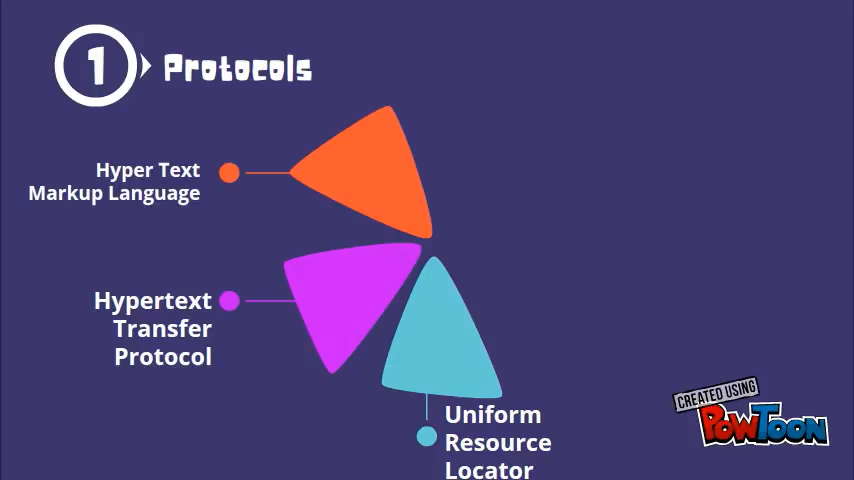 1 Protocols
Hyper Text
Markup Language
Hypertext
Transfer
Protocol
Uniform
Resource
Locator
CREATED USING
POWTOON